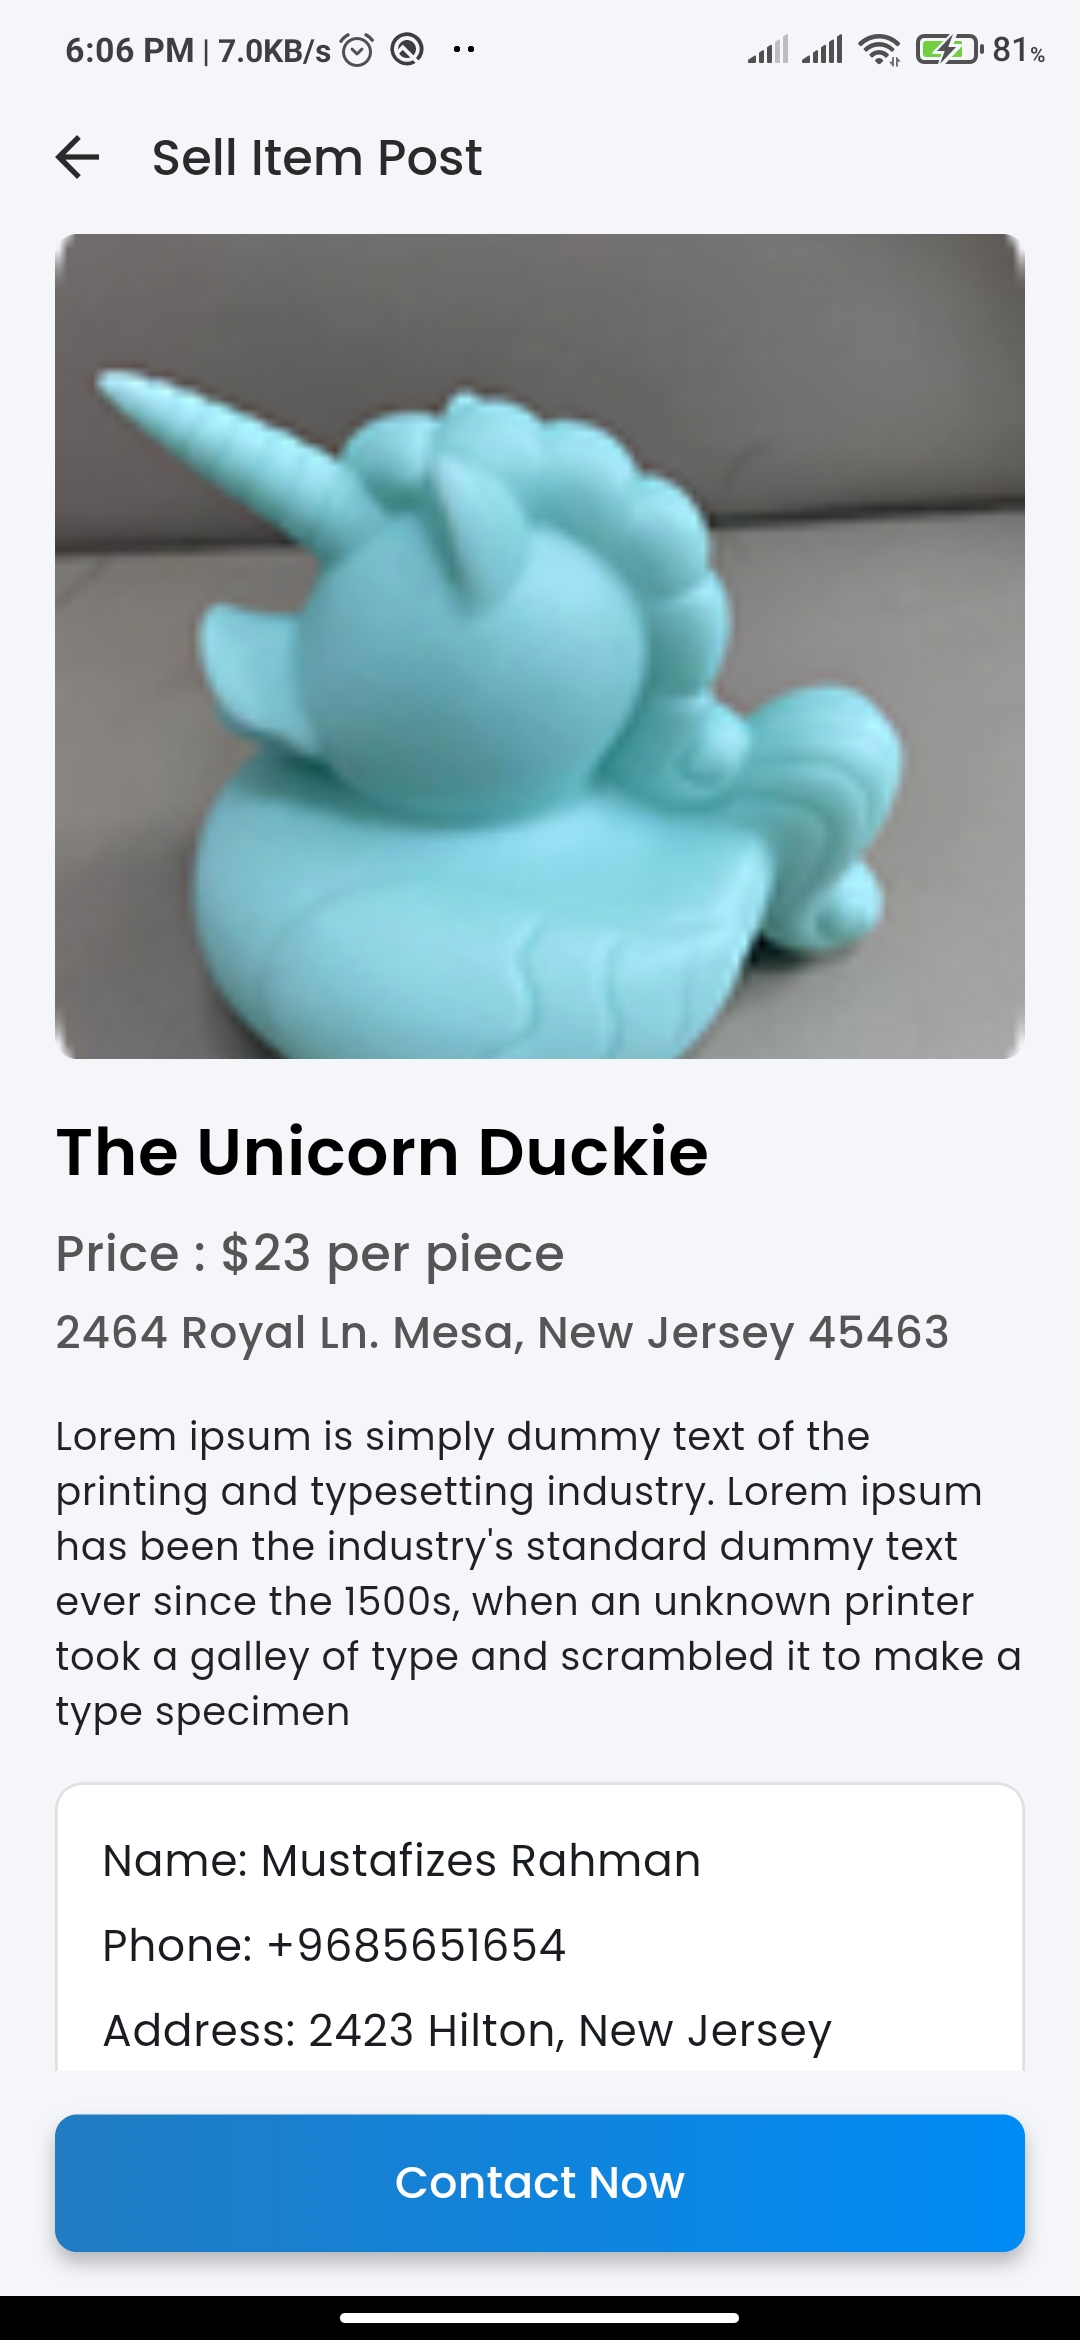 6:06 PM | 7.0KB/s
81%
Sell Item Post
The Unicorn Duckie
Price : $23 per piece
2464 Royal Ln. Mesa, New Jersey 45463
Lorem ipsum is simply dummy text of the
printing and typesetting industry. Lorem ipsum
has been the industry's standard dummy text
ever since the 1500s, when an unknown printer
took a galley of type and scrambled it to make a
type specimen
Name: Mustafizes Rahman
Phone: +9685651654
Address: 2423 Hilton, New Jersey
Contact Now